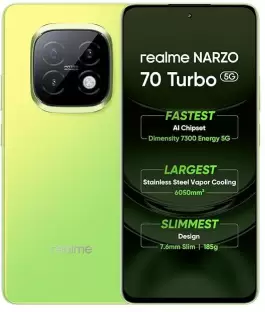 realme NARZO
70 Turbo 5G
FASTEST
AI Chipset
Dimensity 7300 Energy 5G
LARGEST
Stainless Steel Vapor Cooling
6050mm²
SLIMMEST
Design
7.6mm Slim | 185g
realme